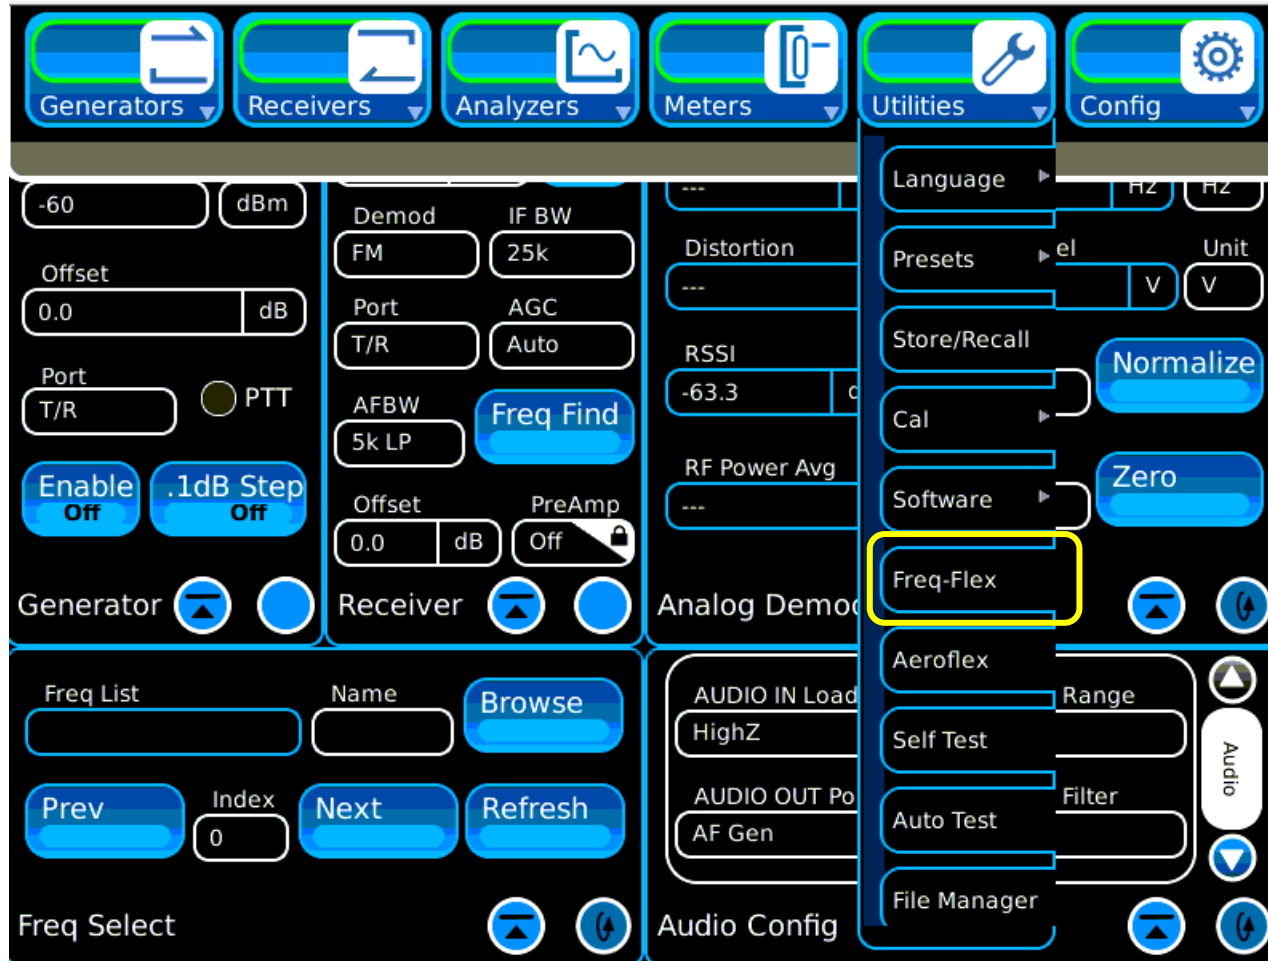 Generators
Receivers
Analyzers
Meters
Utilities
Config
-60
dBm
Offset
0.0
dB
Port
T/R
PTT
Enable
Off
.1dB Step
Off
Generator
Demod
IF BW
FM
25k
Port
AGC
T/R
Auto
AFBW
5k LP
Freq Find
Offset
PreAmp
0.0
dB
Off
Receiver
---
Distortion
---
RSSI
-63.3
RF Power Avg
---
Analog Demo
Language
Presets
Store/Recall
Cal
Software
Freq-Flex
Aeroflex
Self Test
Auto Test
File Manager
Hz
Hz
el
Unit
V
V
Normalize
Zero
Freq List
Name
Browse
Prev
Index
0
Next
Refresh
Freq Select
AUDIO IN Load
Range
HighZ
AUDIO OUT Po
Filter
AF Gen
Audio
Audio Config